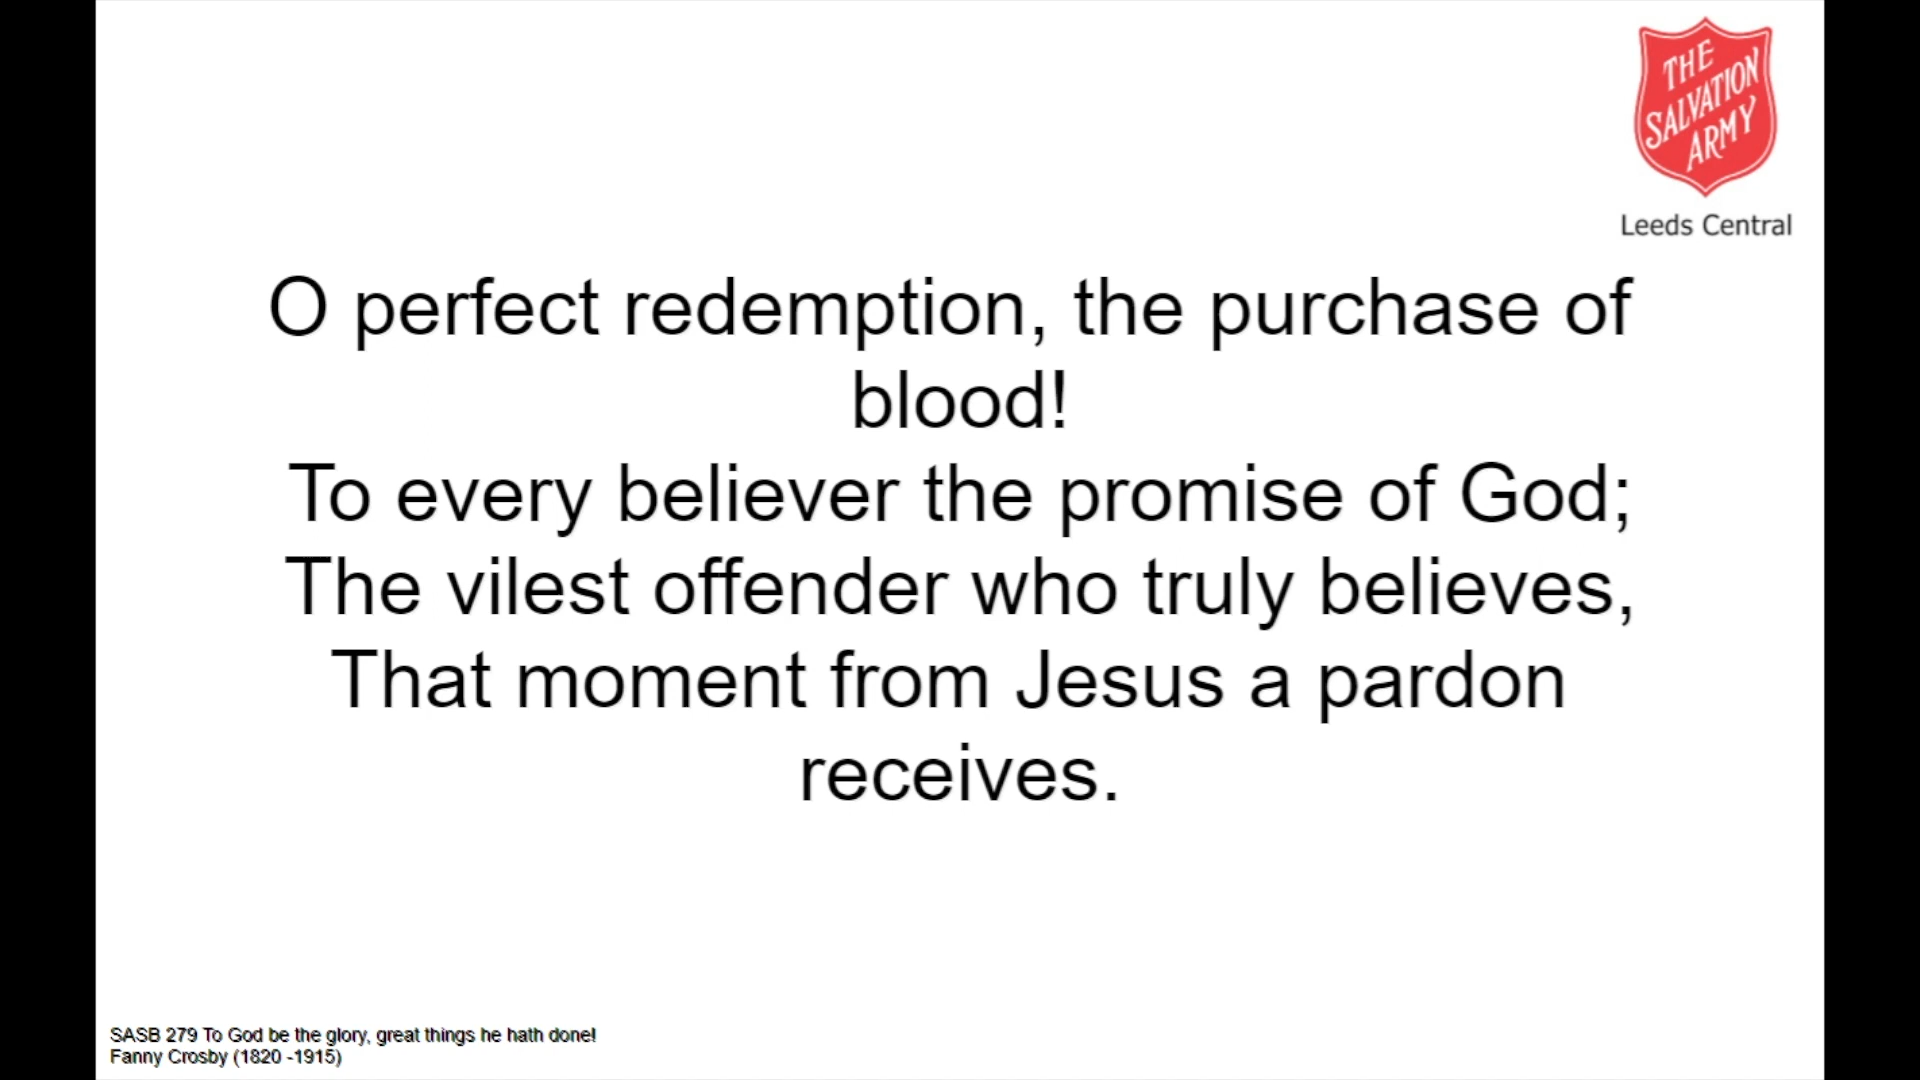 THE
SALVATION
ARMY
Leeds Central
O perfect redemption, the purchase of
blood!
To every believer the promise of God;
The vilest offender who truly believes,
That moment from Jesus a pardon
receives.
SASB 279 To God be the glory, great things he hath done!
Fanny Crosby (1820 -1915)